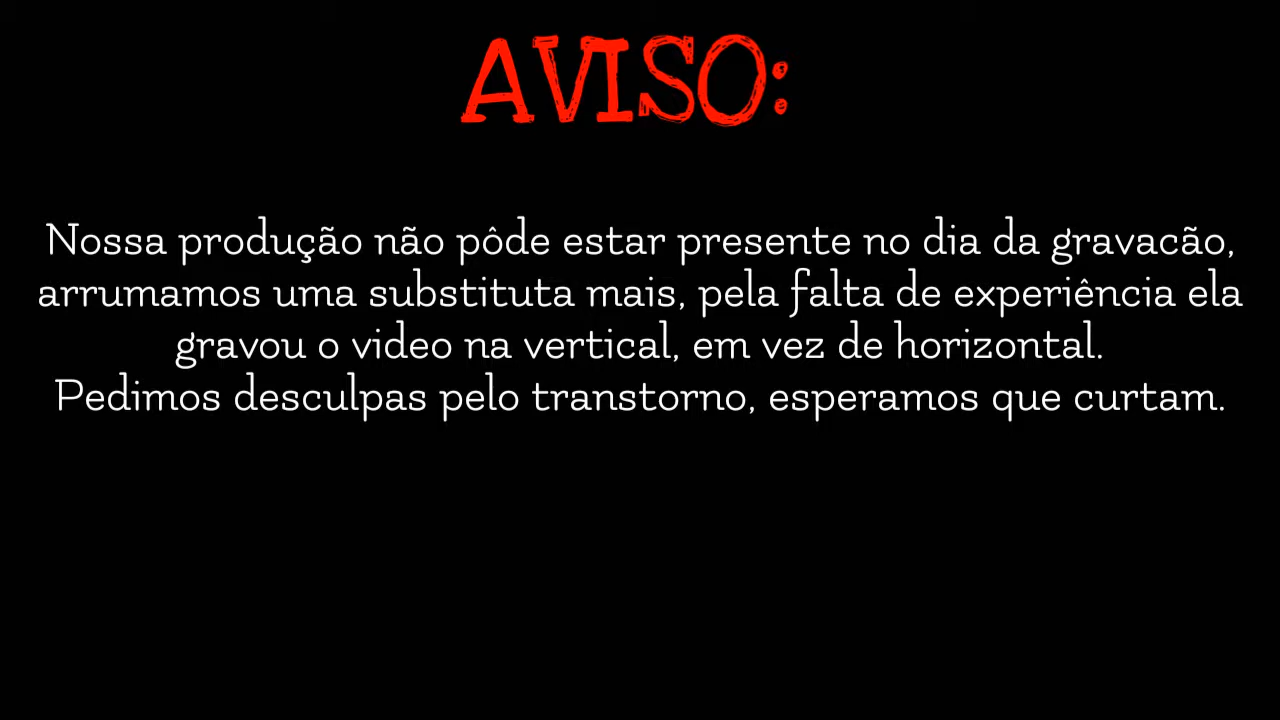 AVISO:
Nossa produção não pôde estar presente no dia da gravacão,
arrumamos uma substituta mais, pela falta de experiência ela
gravou o video na vertical, em vez de horizontal.
Pedimos desculpas pelo transtorno, esperamos que curtam.